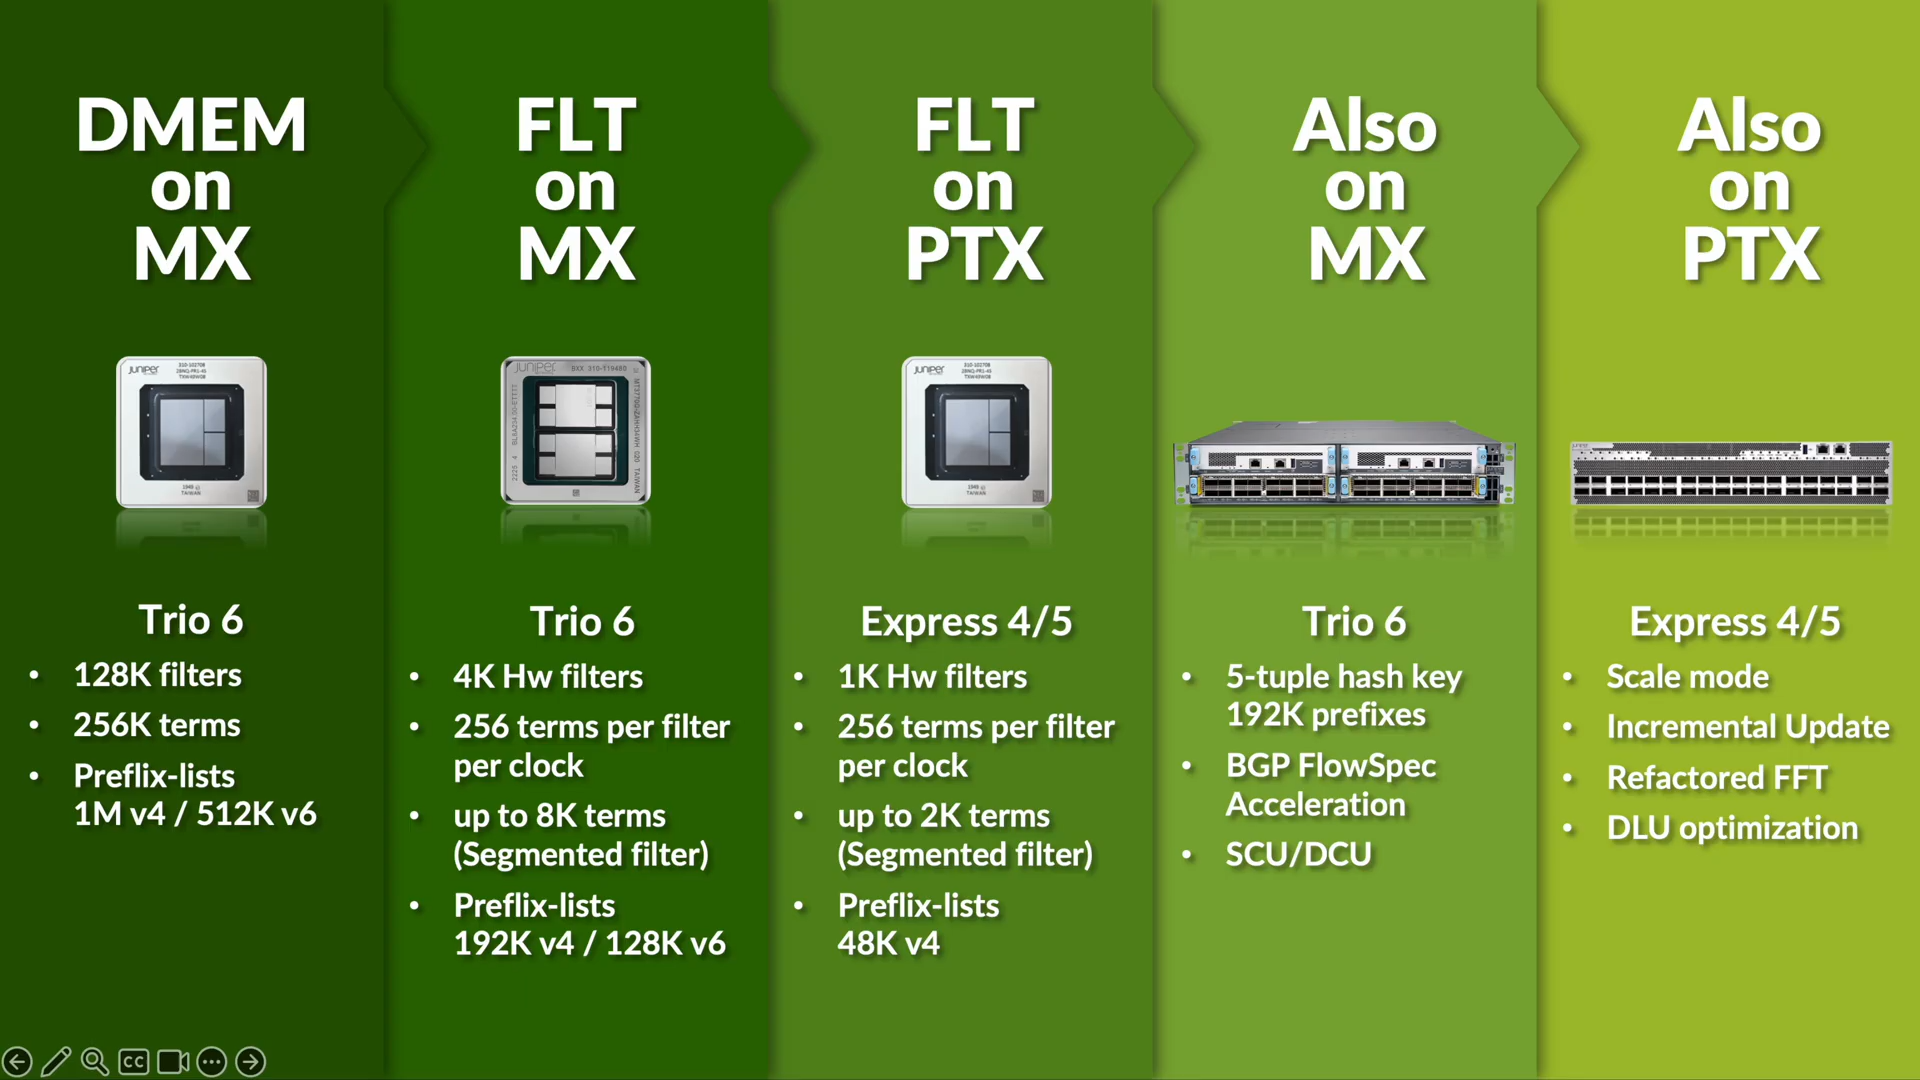 DMEM
on
MX
FLT
on
MX
FLT
on
PTX
Also
on
MX
Also
on
PTX
Trio 6
• 128K filters
• 256K terms
• Preflix-lists
1M v4 / 512K v6
Trio 6
• 4K Hw filters
• 256 terms per filter
per clock
• up to 8K terms
(Segmented filter)
• Preflix-lists
192K v4 / 128K v6
Express 4/5
• 1K Hw filters
• 256 terms per filter
per clock
• up to 2K terms
(Segmented filter)
• Preflix-lists
48K v4
Trio 6
• 5-tuple hash key
192K prefixes
• BGP FlowSpec
Acceleration
• SCU/DCU
Express 4/5
• Scale mode
• Incremental Update
• Refactored FFT
• DLU optimization
CC